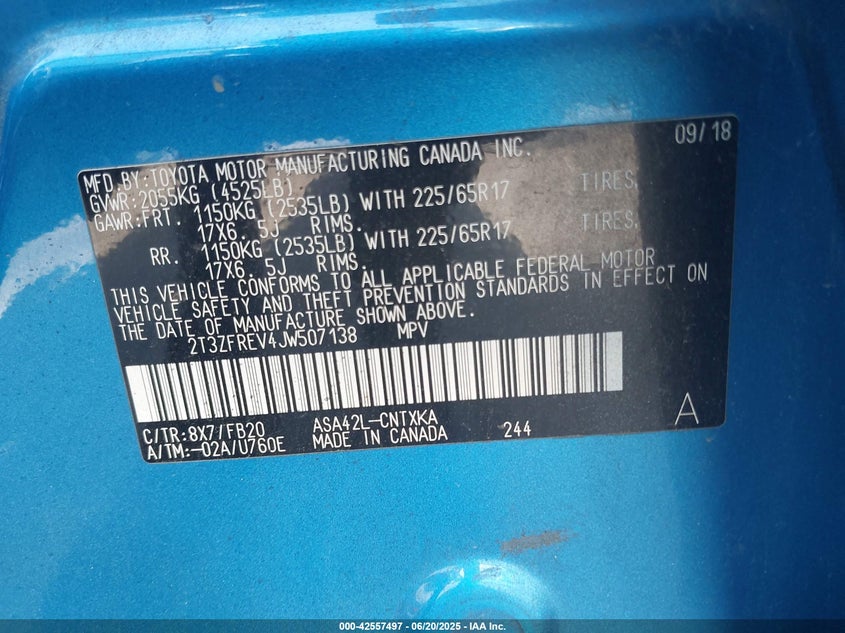 09/18
MFD.BY:TOYOTA MOTOR MANUFACTURING CANADA INC.
GVWR:2055KG (4525LB)
GAWR:FRT. 1150KG (2535LB) WITH 225/65R17 TIRES,
17X6. 5J RIMS.
RR. 1150KG (2535LB) WITH 225/65R17 TIRES.
17X6. 5J RIMS.
THIS VEHICLE CONFORMS TO ALL APPLICABLE FEDERAL MOTOR
VEHICLE SAFETY AND THEFT PREVENTION STANDARDS IN EFFECT ON
THE DATE OF MANUFACTURE SHOWN ABOVE.
2T3ZFREV4JW507138 MPV
C/TR:8X7/FB20 ASA42L-CNTXKA A
A/TM:-02A/U760E MADE IN CANADA 244
000-42557497 - 06/20/2025 - IAA Inc.